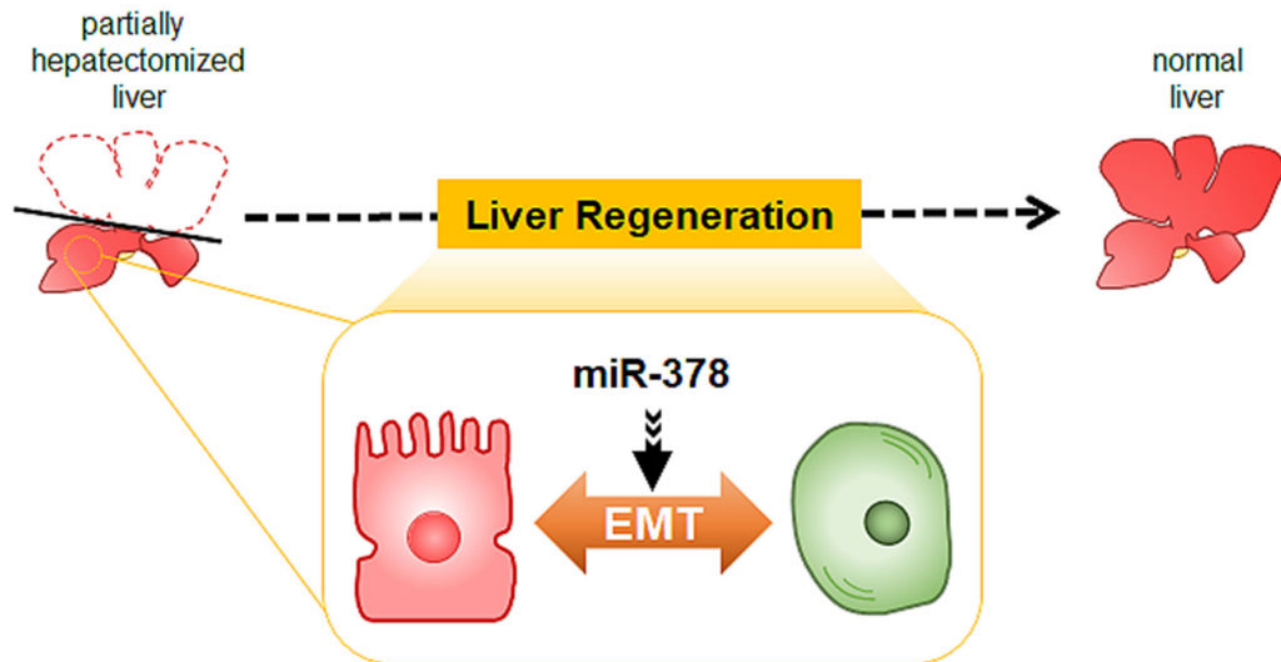 partially
hepatectomized
liver
normal
liver
Liver Regeneration
miR-378
EMT